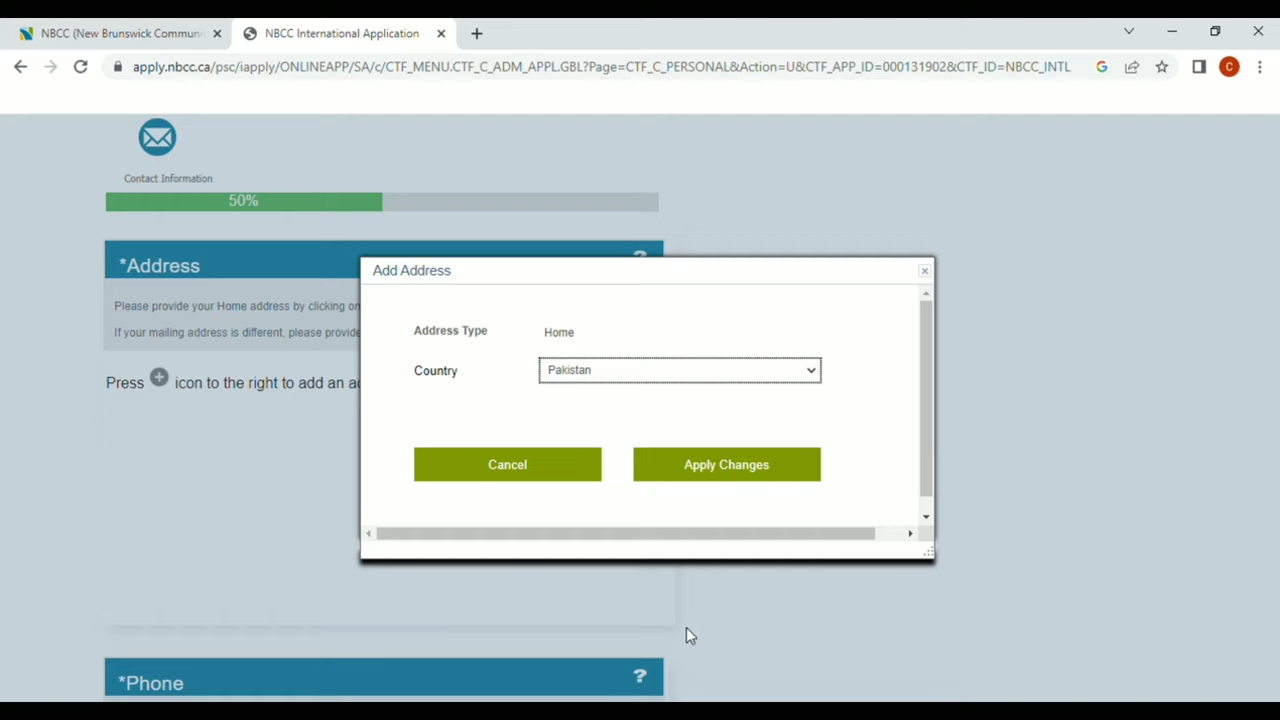 NBCC (New Brunswick Communi
NBCC International Application
apply.nbcc.ca/psc/iapply/ONLINEAPP/SA/c/CTF_MENU.CTF_C_ADM_APPL.GBL?Page=CTF_C_PERSONAL&Action=U&CTF_APP_ID=000131902&CTF_ID=NBCC_INTL
C
Contact Information
50%
*Address
?
Please provide your Home address by clicking on
If your mailing address is different, please provide
Press + icon to the right to add an ad
Add Address
Address Type Home
Country Pakistan
Cancel Apply Changes
*Phone ?